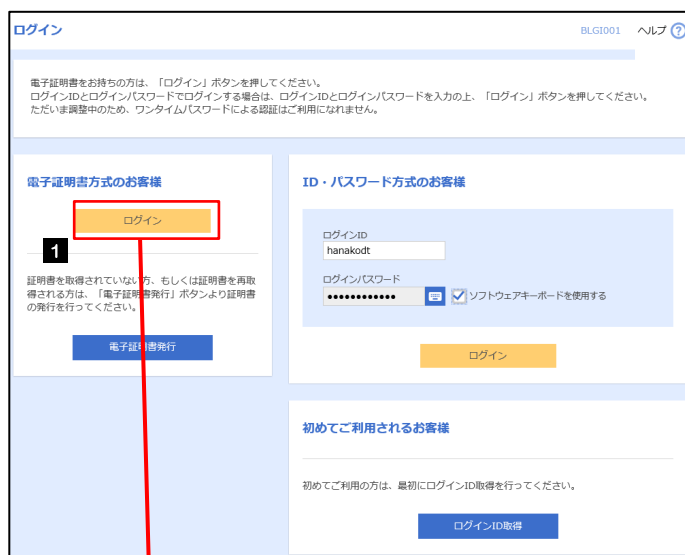 ログイン
BLGI001 ヘルプ ?
電子証明書をお持ちの方は、「ログイン」ボタンを押してください。
ログインIDとログインパスワードでログインする場合は、ログインIDとログインパスワードを入力の上、「ログイン」ボタンを押してください。
ただいま調整中のため、ワンタイムパスワードによる認証はご利用になれません。
電子証明書方式のお客様
ログイン
1
証明書を取得されていない方、もしくは証明書を再取
得される方は、「電子証明書発行」ボタンより証明書
の発行を行ってください。
電子証明書発行
ID・パスワード方式のお客様
ログインID
hanakodt
ログインパスワード
●●●●●●●●●●●●
ソフトウェアキーボードを使用する
ログイン
初めてご利用されるお客様
初めてご利用の方は、最初にログインID取得を行ってください。
ログインID取得